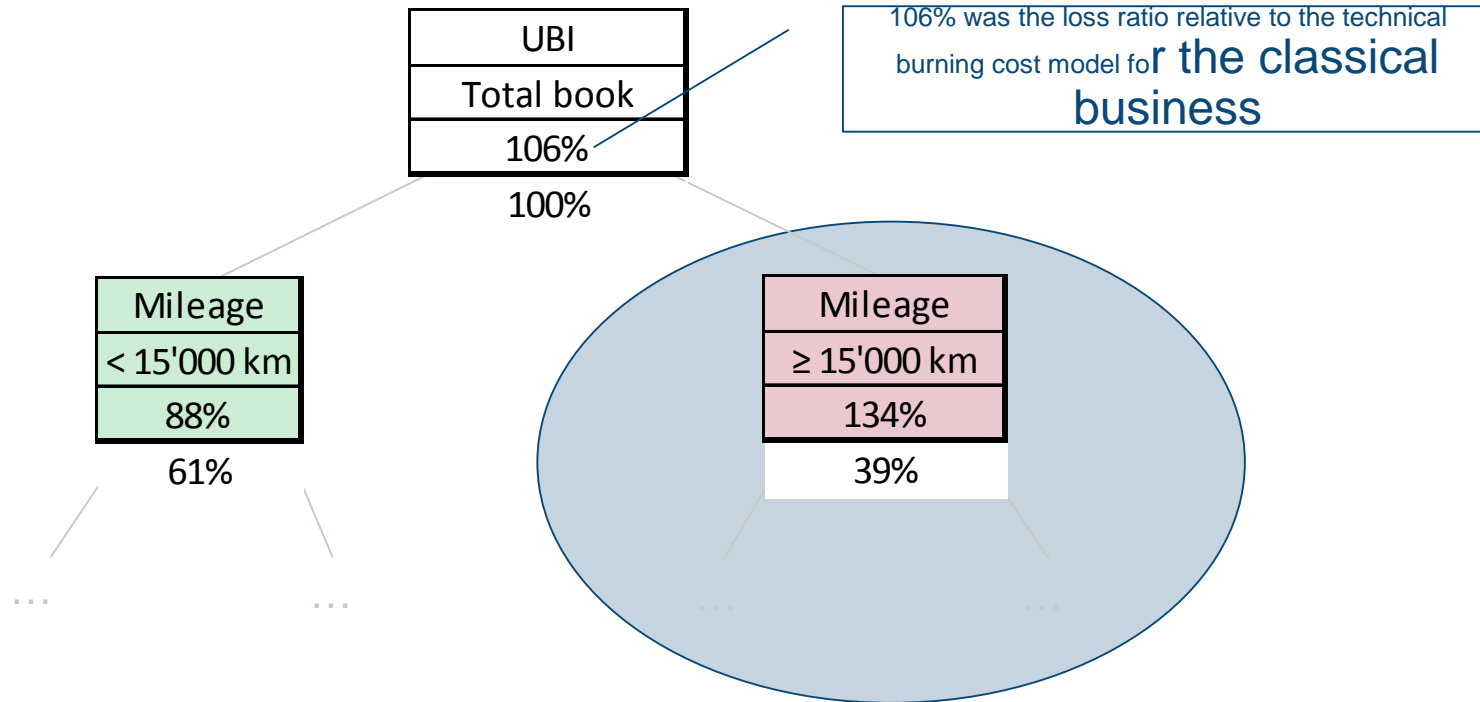 UBI
Total book
106%
100%
106% was the loss ratio relative to the technical
burning cost model for the classical
business
Mileage
< 15'000 km
88%
61%
Mileage
≥ 15'000 km
134%
39%
...
...
...
...